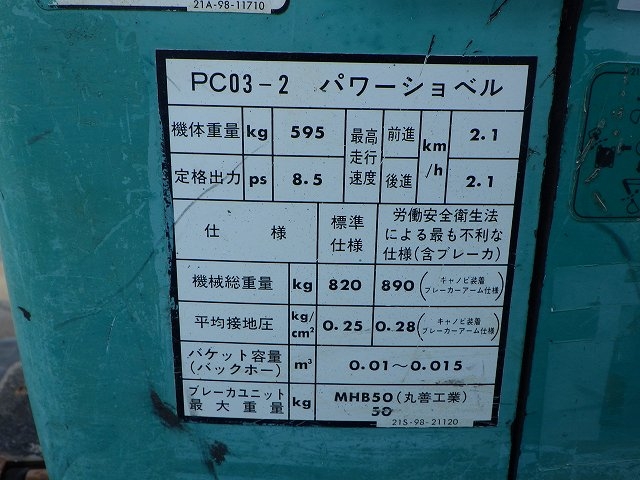 21A-98-11710
PC03-2 パワーショベル
機体重量 kg 595 最高走行速度 前進 km/h 2.1
定格出力 ps 8.5 後進 2.1
仕様 標準仕様 労働安全衛生法による最も不利な仕様(含ブレーカ)
機械総重量 kg 820 890(キャノピ装着ブレーカーアーム仕様)
平均接地圧 kg/cm² 0.25 0.28(キャノピ装着ブレーカーアーム仕様)
バケット容量(バックホー) m³ 0.01〜0.015
ブレーカユニット最大重量 kg MHB50(丸善工業)
50
21S-98-21120